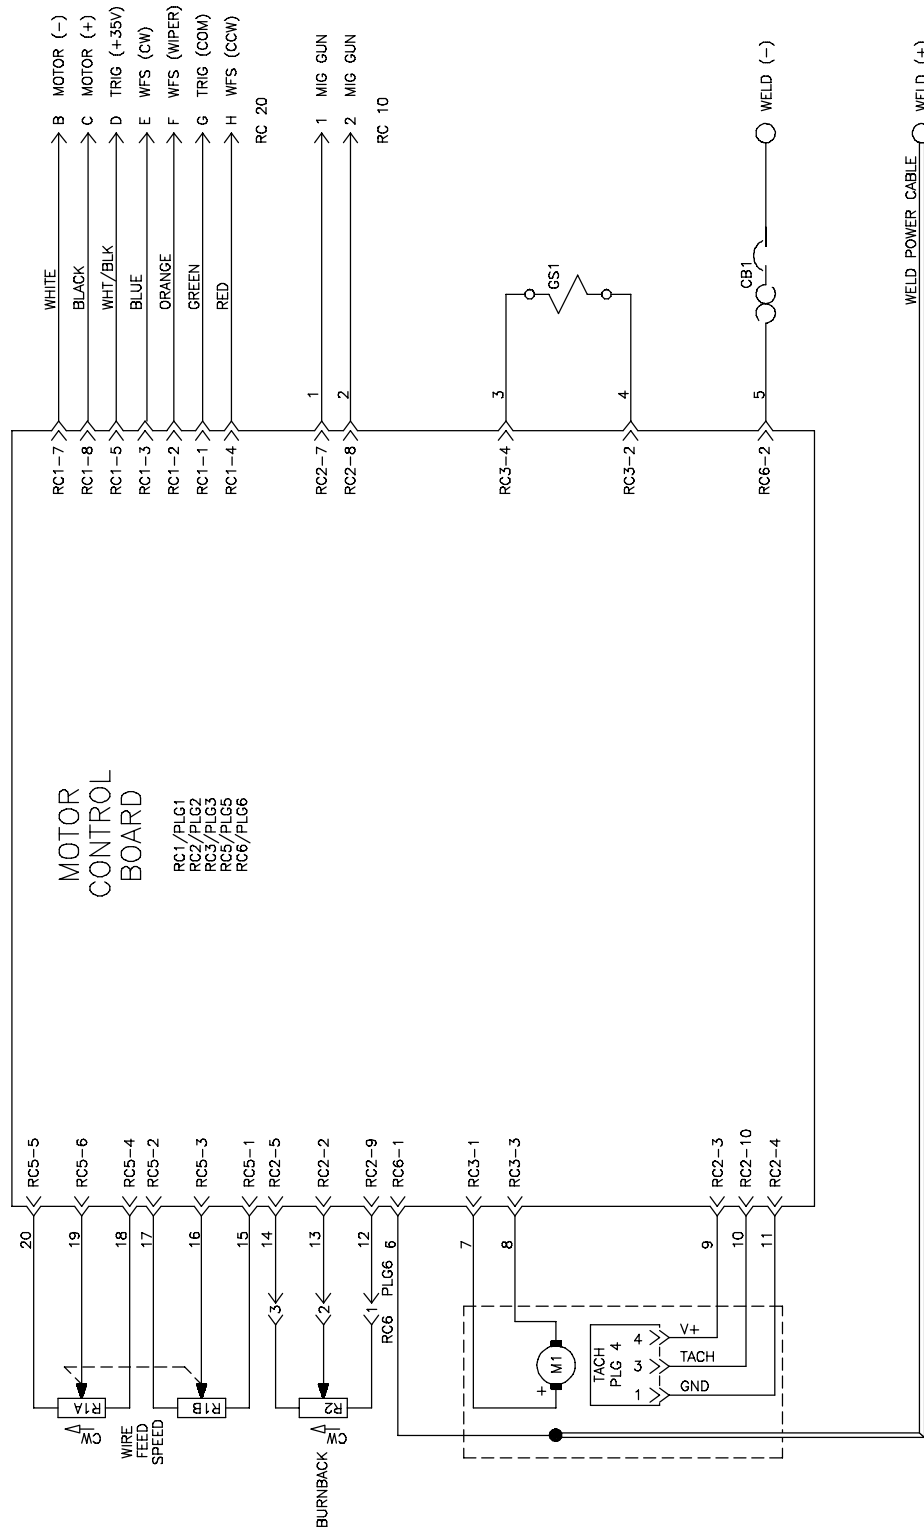 MOTOR
CONTROL
BOARD
RC1/PLG1
RC2/PLG2
RC3/PLG3
RC5/PLG5
RC6/PLG6
RC1-7 WHITE B MOTOR (-)
RC1-8 BLACK C MOTOR (+)
RC1-5 WHT/BLK D TRIG (+35V)
RC1-3 BLUE E WFS (CW)
RC1-2 ORANGE F WFS (WIPER)
RC1-1 GREEN G TRIG (COM)
RC1-4 RED H WFS (CCW)
RC 20
RC2-7 1 1 MIG GUN
RC2-8 2 2 MIG GUN
RC 10
RC3-4 3
GS1
RC3-2 4
RC6-2 5 CB1 WELD (-)
WELD POWER CABLE WELD (+)
20 RC5-5
R1A 19 RC5-6
CW
18 RC5-4
WIRE
FEED
SPEED
17 RC5-2
R1B 16 RC5-3
15 RC5-1
3 14 RC2-5
BURNBACK
CW
R2 2 13 RC2-2
1 12 RC2-9
RC6 PLG6 6 RC6-1
7 RC3-1
8 RC3-3
+ M1
TACH
PLG 4
4 V+ 9 RC2-3
3 TACH 10 RC2-10
1 GND 11 RC2-4